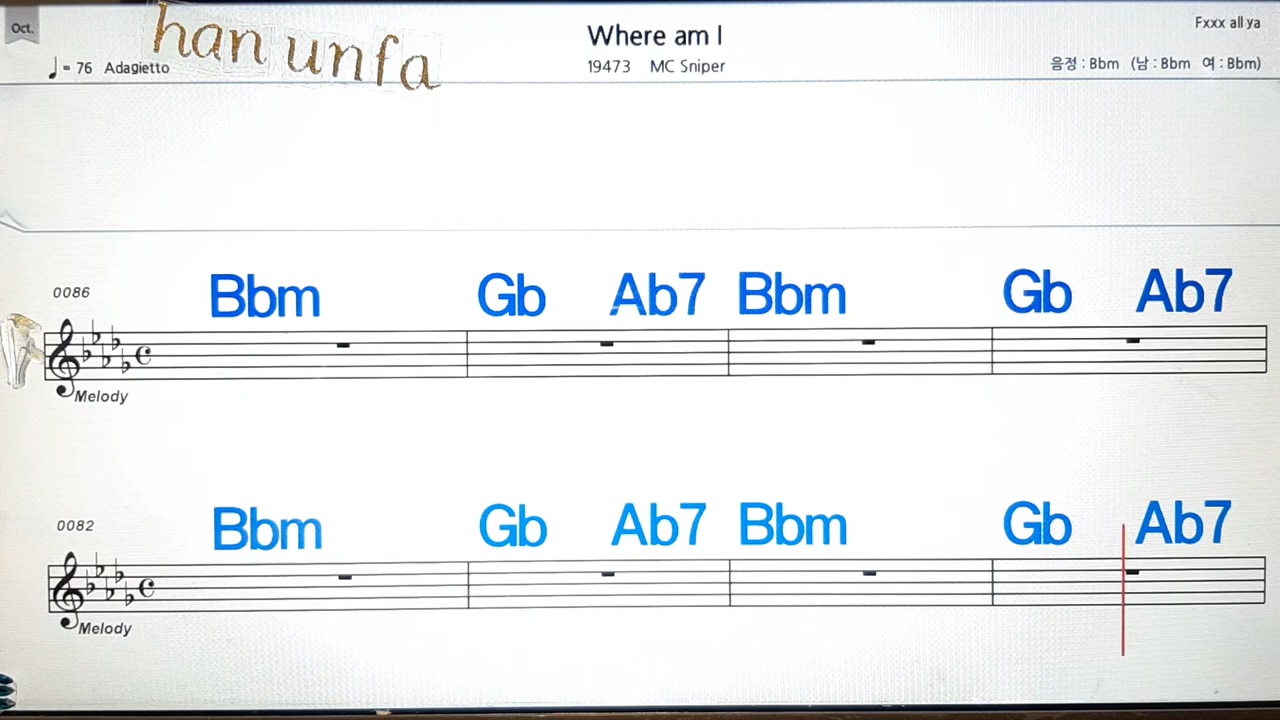 Oct.
han unfa
Where am I
Fxxx all ya
♩ = 76 Adagietto
19473 MC Sniper
음정 : Bbm (남 : Bbm 여 : Bbm)
0086
Bbm Gb Ab7 Bbm Gb Ab7
Melody
0082
Bbm Gb Ab7 Bbm Gb Ab7
Melody